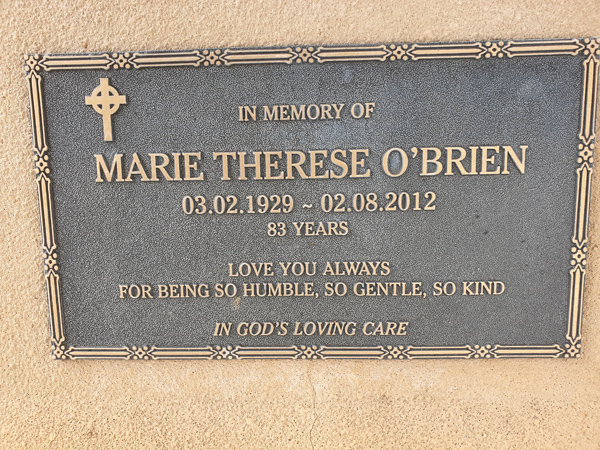 IN MEMORY OF
MARIE THERESE O'BRIEN
03.02.1929 ~ 02.08.2012
83 YEARS
LOVE YOU ALWAYS
FOR BEING SO HUMBLE, SO GENTLE, SO KIND
IN GOD'S LOVING CARE